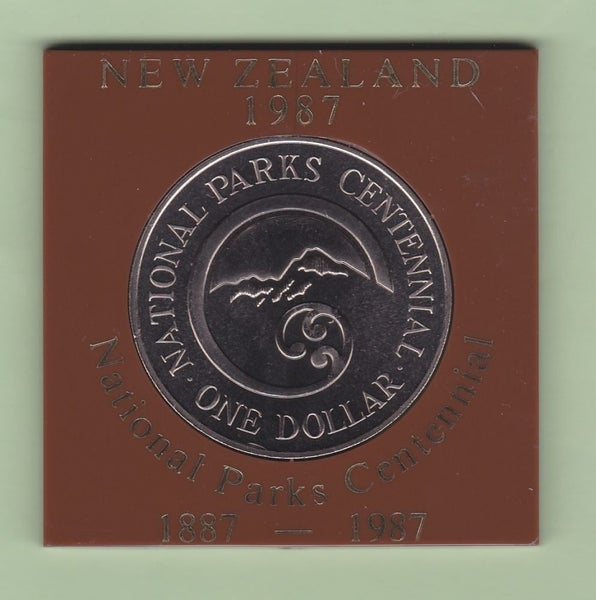 NEW ZEALAND
1987
· NATIONAL PARKS CENTENNIAL ·
ONE DOLLAR
National Parks Centennial
1887 — 1987